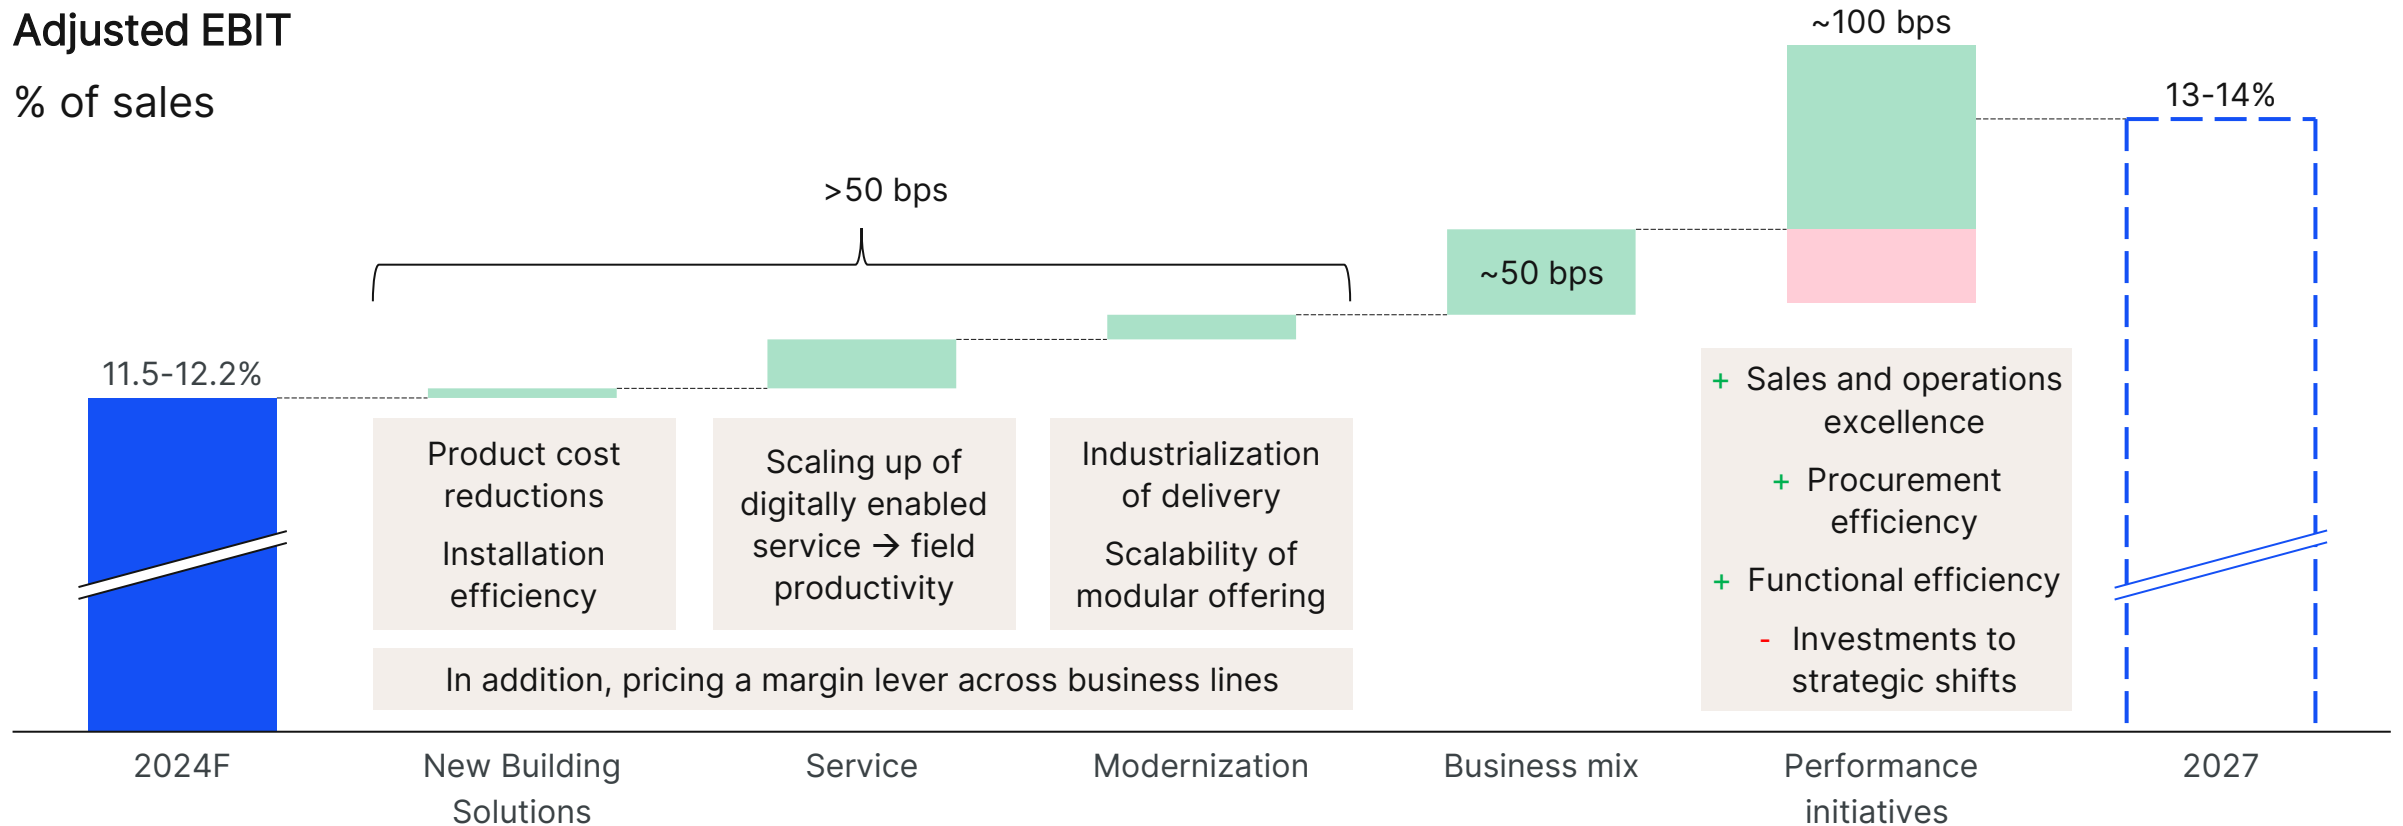 Adjusted EBIT
% of sales
~100 bps
13-14%
>50 bps
~50 bps
11.5-12.2%
Product cost
reductions
Installation
efficiency
Scaling up of
digitally enabled
service → field
productivity
Industrialization
of delivery
Scalability of
modular offering
In addition, pricing a margin lever across business lines
+ Sales and operations
excellence
+ Procurement
efficiency
+ Functional efficiency
- Investments to
strategic shifts
2024F
New Building
Solutions
Service
Modernization
Business mix
Performance
initiatives
2027